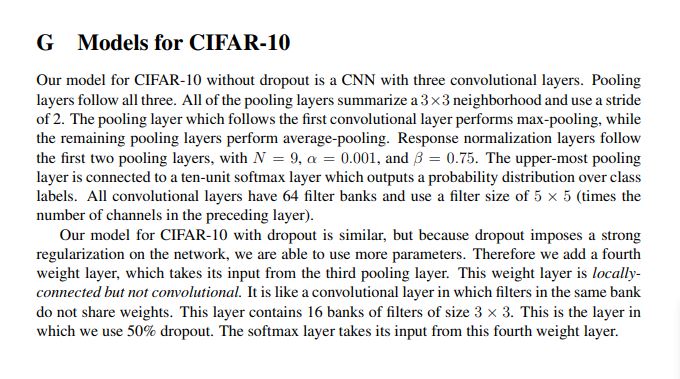 G Models for CIFAR-10
Our model for CIFAR-10 without dropout is a CNN with three convolutional layers. Pooling
layers follow all three. All of the pooling layers summarize a 3×3 neighborhood and use a stride
of 2. The pooling layer which follows the first convolutional layer performs max-pooling, while
the remaining pooling layers perform average-pooling. Response normalization layers follow
the first two pooling layers, with N = 9, α = 0.001, and β = 0.75. The upper-most pooling
layer is connected to a ten-unit softmax layer which outputs a probability distribution over class
labels. All convolutional layers have 64 filter banks and use a filter size of 5 × 5 (times the
number of channels in the preceding layer).
Our model for CIFAR-10 with dropout is similar, but because dropout imposes a strong
regularization on the network, we are able to use more parameters. Therefore we add a fourth
weight layer, which takes its input from the third pooling layer. This weight layer is locally-
connected but not convolutional. It is like a convolutional layer in which filters in the same bank
do not share weights. This layer contains 16 banks of filters of size 3 × 3. This is the layer in
which we use 50% dropout. The softmax layer takes its input from this fourth weight layer.